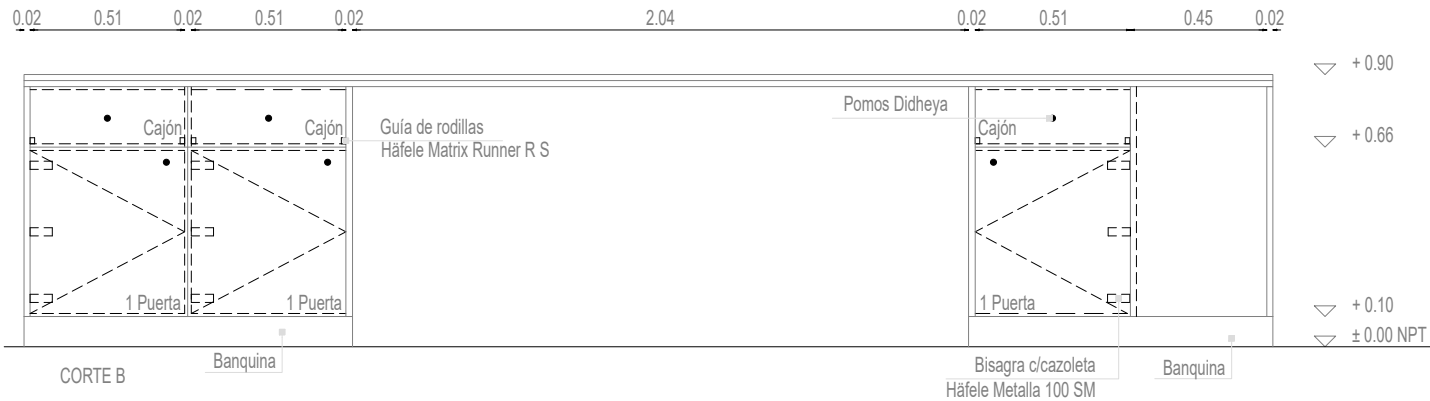 0.02 0.51 0.02 0.51 0.02 2.04 0.02 0.51 0.45 0.02
+ 0.90
Pomos Didheya
Cajón Cajón Guía de rodillas Cajón + 0.66
Häfele Matrix Runner R S
1 Puerta 1 Puerta 1 Puerta + 0.10
± 0.00 NPT
Banquina Bisagra c/cazoleta Banquina
CORTE B Häfele Metalla 100 SM